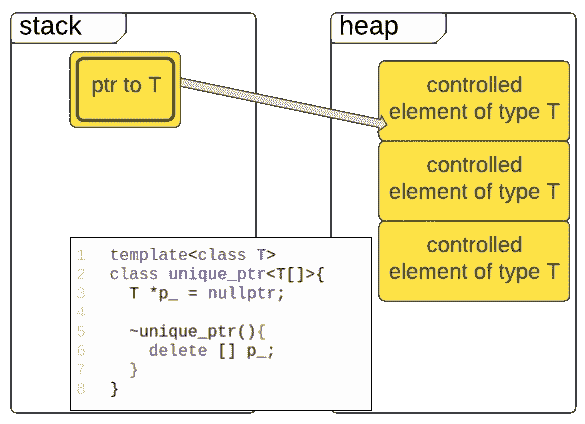 stack
heap
ptr to T
controlled
element of type T
controlled
element of type T
controlled
element of type T
1 template<class T>
2 class unique_ptr<T[]>{
3   T *p_ = nullptr;
4
5   ~unique_ptr(){
6     delete [] p_;
7   }
8 }